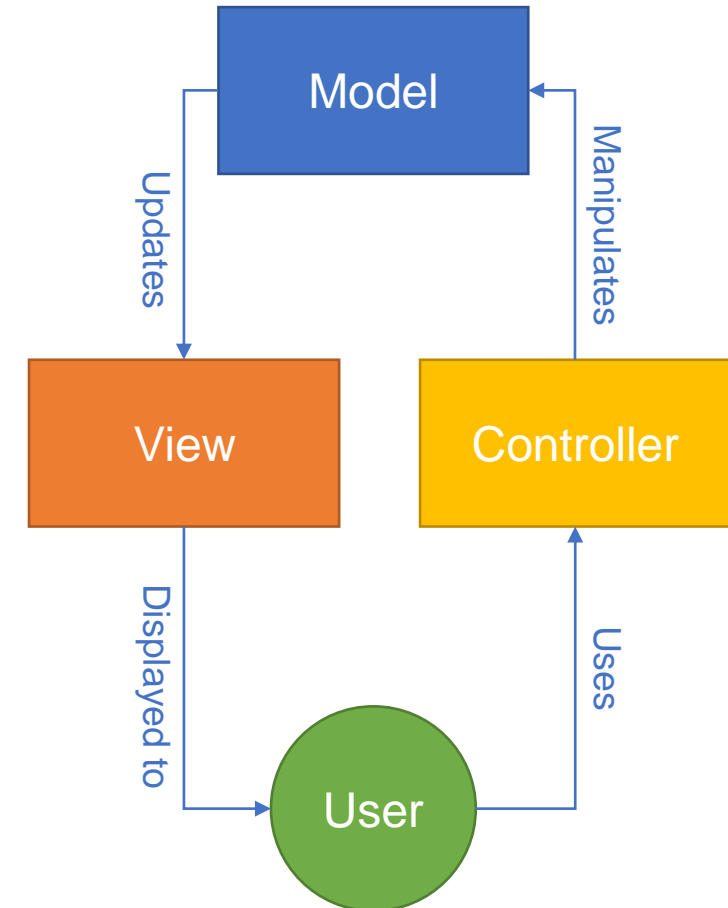 Model
Updates
Manipulates
View
Controller
Displayed to
Uses
User